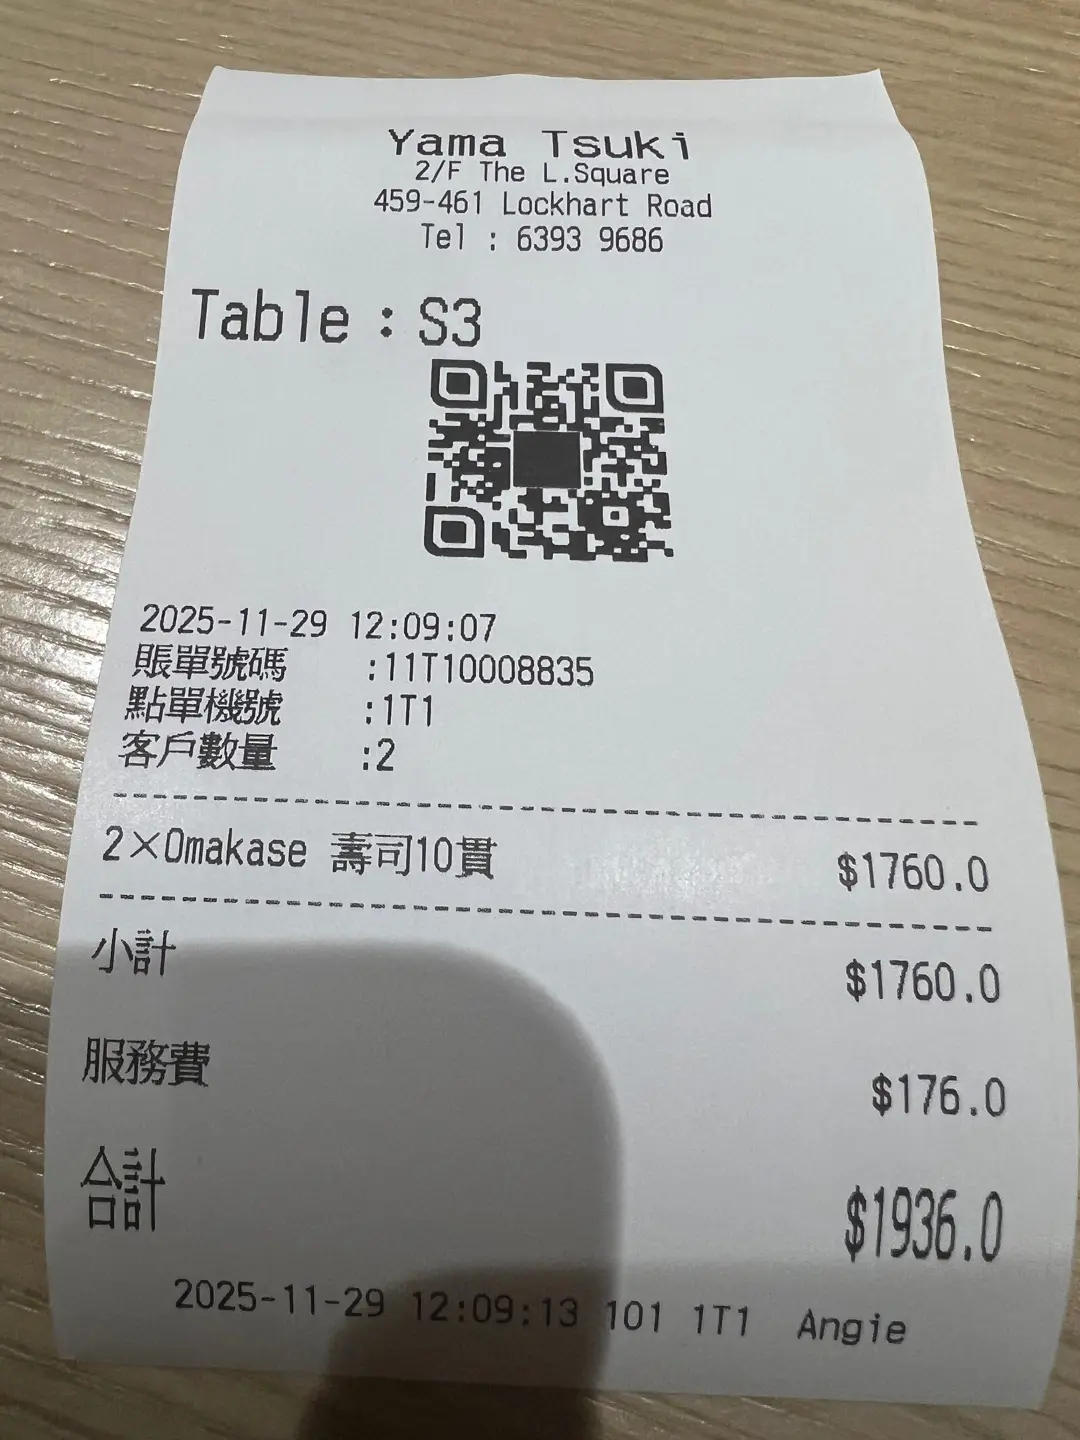 Yama Tsuki
2/F The L.Square
459-461 Lockhart Road
Tel : 6393 9686
Table : S3
2025-11-29 12:09:07
賬單號碼 :11T10008835
點單機號 :1T1
客戶數量 :2
2×Omakase 壽司10貫 $1760.0
小計 $1760.0
服務費 $176.0
合計 $1936.0
2025-11-29 12:09:13 101 1T1 Angie